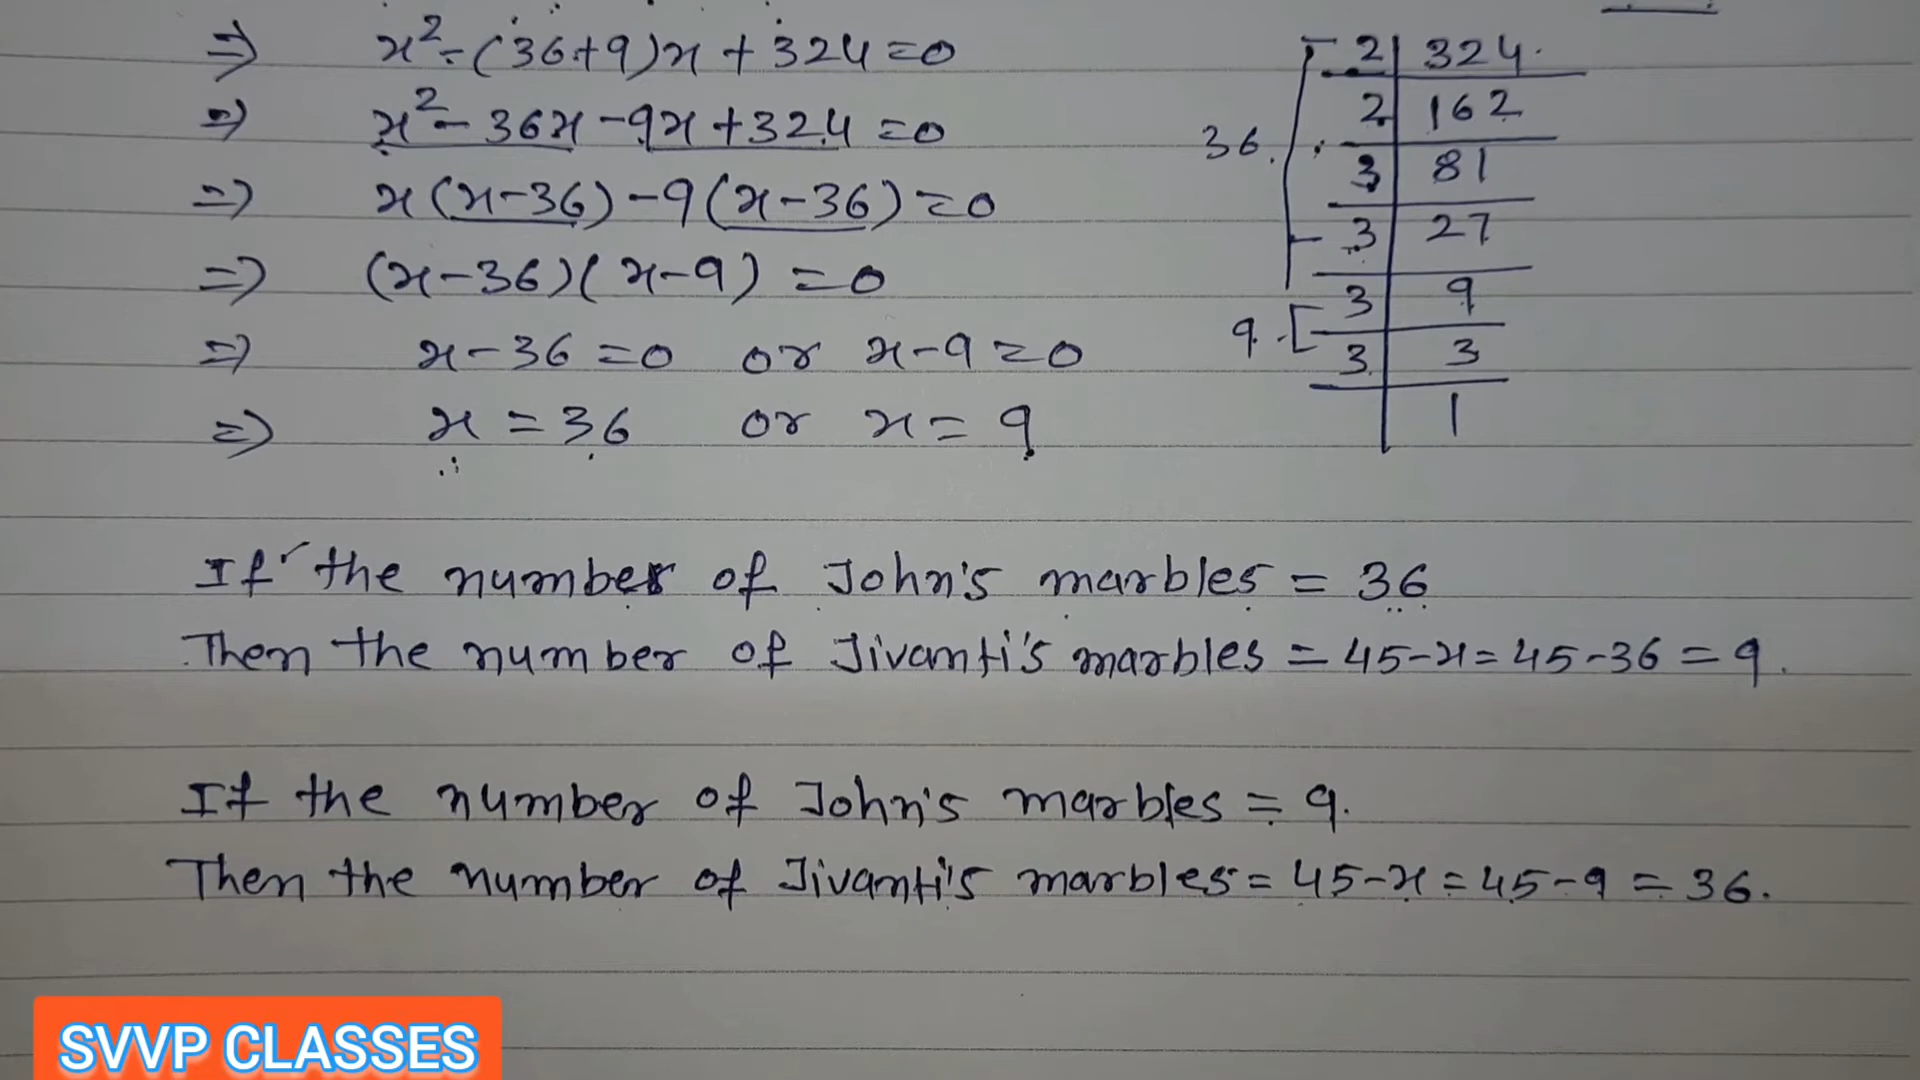 ⇒ x² - (36+9)x + 324 = 0
⇒ x² - 36x - 9x + 324 = 0
⇒ x(x-36) - 9(x-36) = 0
⇒ (x-36)(x-9) = 0
⇒ x-36 = 0 or x-9 = 0
⇒ x = 36 or x = 9
∴
2 | 324
2 | 162
36. 3 | 81
3 | 27
3 | 9
9. 3 | 3
1
If the number of John's marbles = 36
Then the number of Jivanti's marbles = 45-x = 45-36 = 9.
If the number of John's marbles = 9.
Then the number of Jivanti's marbles = 45-x = 45-9 = 36.
SVVP CLASSES